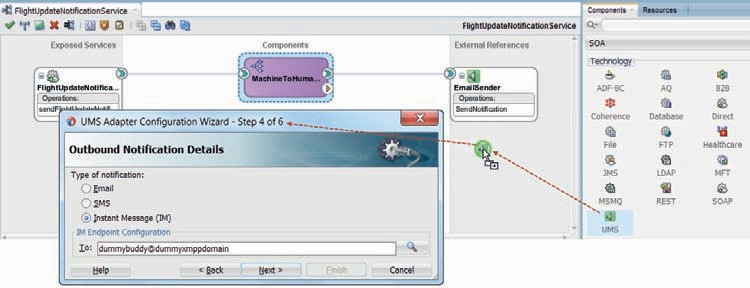 FlightUpdateNotificationService
FlightUpdateNotificationService
Exposed Services
Components
External References
FlightUpdateNotifica...
Operations:
sendFlightUpdateNotifi...
MachineToHuma...
EmailSender
Operations:
SendNotification
UMS Adapter Configuration Wizard - Step 4 of 6
Outbound Notification Details
Type of notification:
Email
SMS
Instant Message (IM)
IM Endpoint Configuration
To: dummybuddy@dummyxmppdomain
Help
< Back
Next >
Finish
Cancel
Components
Resources
SOA
Technology
ADF-BC
AQ
B2B
Coherence
Database
Direct
File
FTP
Healthcare
JMS
LDAP
MFT
MSMQ
REST
SOAP
UMS